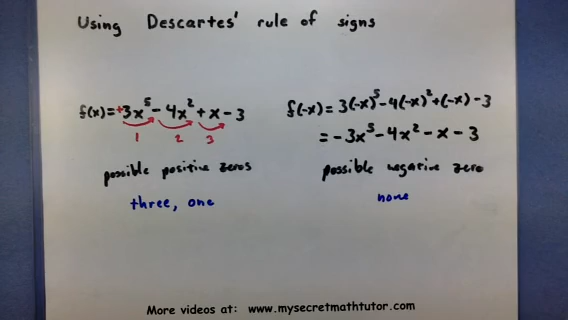 Using Descartes' rule of signs
f(x)=+3x⁵-4x²+x-3
1 2 3
possible positive zeros
three, one
f(-x)=3(-x)⁵-4(-x)²+(-x)-3
=-3x⁵-4x²-x-3
possible negative zero
none
More videos at: www.mysecretmathtutor.com